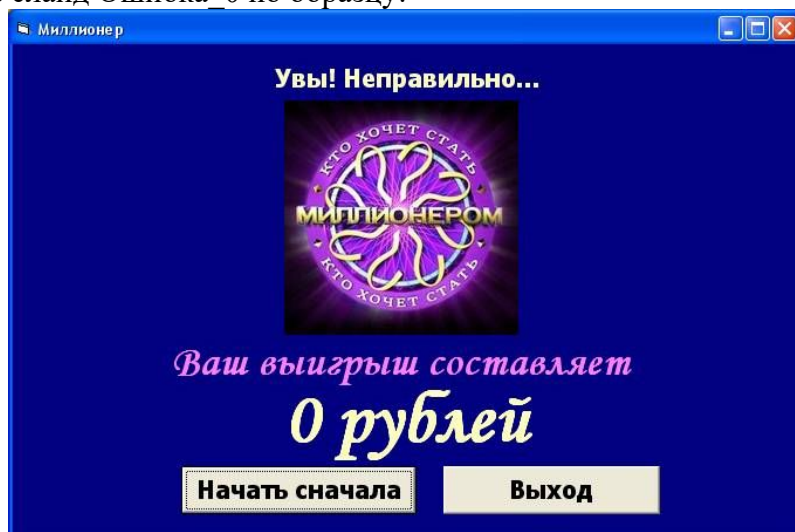 слайд Ошибка_0 по образцу:
Миллионер
Увы! Неправильно...
КТО ХОЧЕТ СТАТЬ
МИЛЛИОНЕРОМ
КТО ХОЧЕТ СТАТЬ
Ваш выигрыш составляет
0 рублей
Начать сначала
Выход